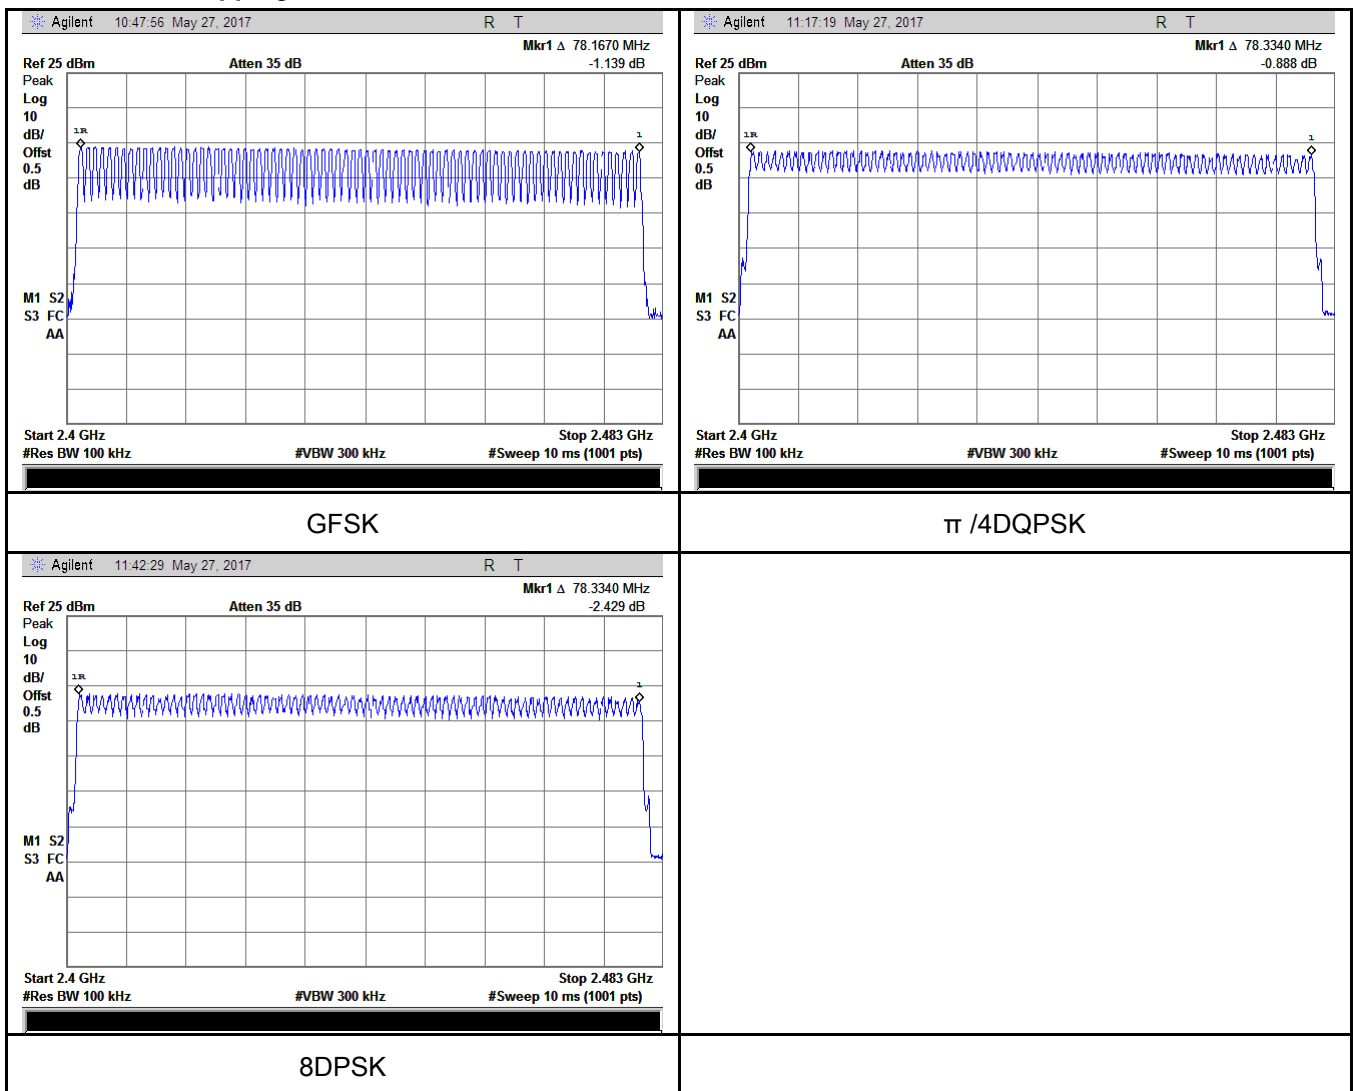 Agilent 10:47:56 May 27, 2017 R T
Mkr1 Δ 78.1670 MHz
Ref 25 dBm Atten 35 dB -1.139 dB
Peak
Log
10
dB/
Offst
0.5
dB
1R
1
M1 S2
S3 FC
AA
Start 2.4 GHz Stop 2.483 GHz
#Res BW 100 kHz #VBW 300 kHz #Sweep 10 ms (1001 pts)
GFSK
Agilent 11:17:19 May 27, 2017 R T
Mkr1 Δ 78.3340 MHz
Ref 25 dBm Atten 35 dB -0.888 dB
Peak
Log
10
dB/
Offst
0.5
dB
1R
1
M1 S2
S3 FC
AA
Start 2.4 GHz Stop 2.483 GHz
#Res BW 100 kHz #VBW 300 kHz #Sweep 10 ms (1001 pts)
π /4DQPSK
Agilent 11:42:29 May 27, 2017 R T
Mkr1 Δ 78.3340 MHz
Ref 25 dBm Atten 35 dB -2.429 dB
Peak
Log
10
dB/
Offst
0.5
dB
1R
1
M1 S2
S3 FC
AA
Start 2.4 GHz Stop 2.483 GHz
#Res BW 100 kHz #VBW 300 kHz #Sweep 10 ms (1001 pts)
8DPSK